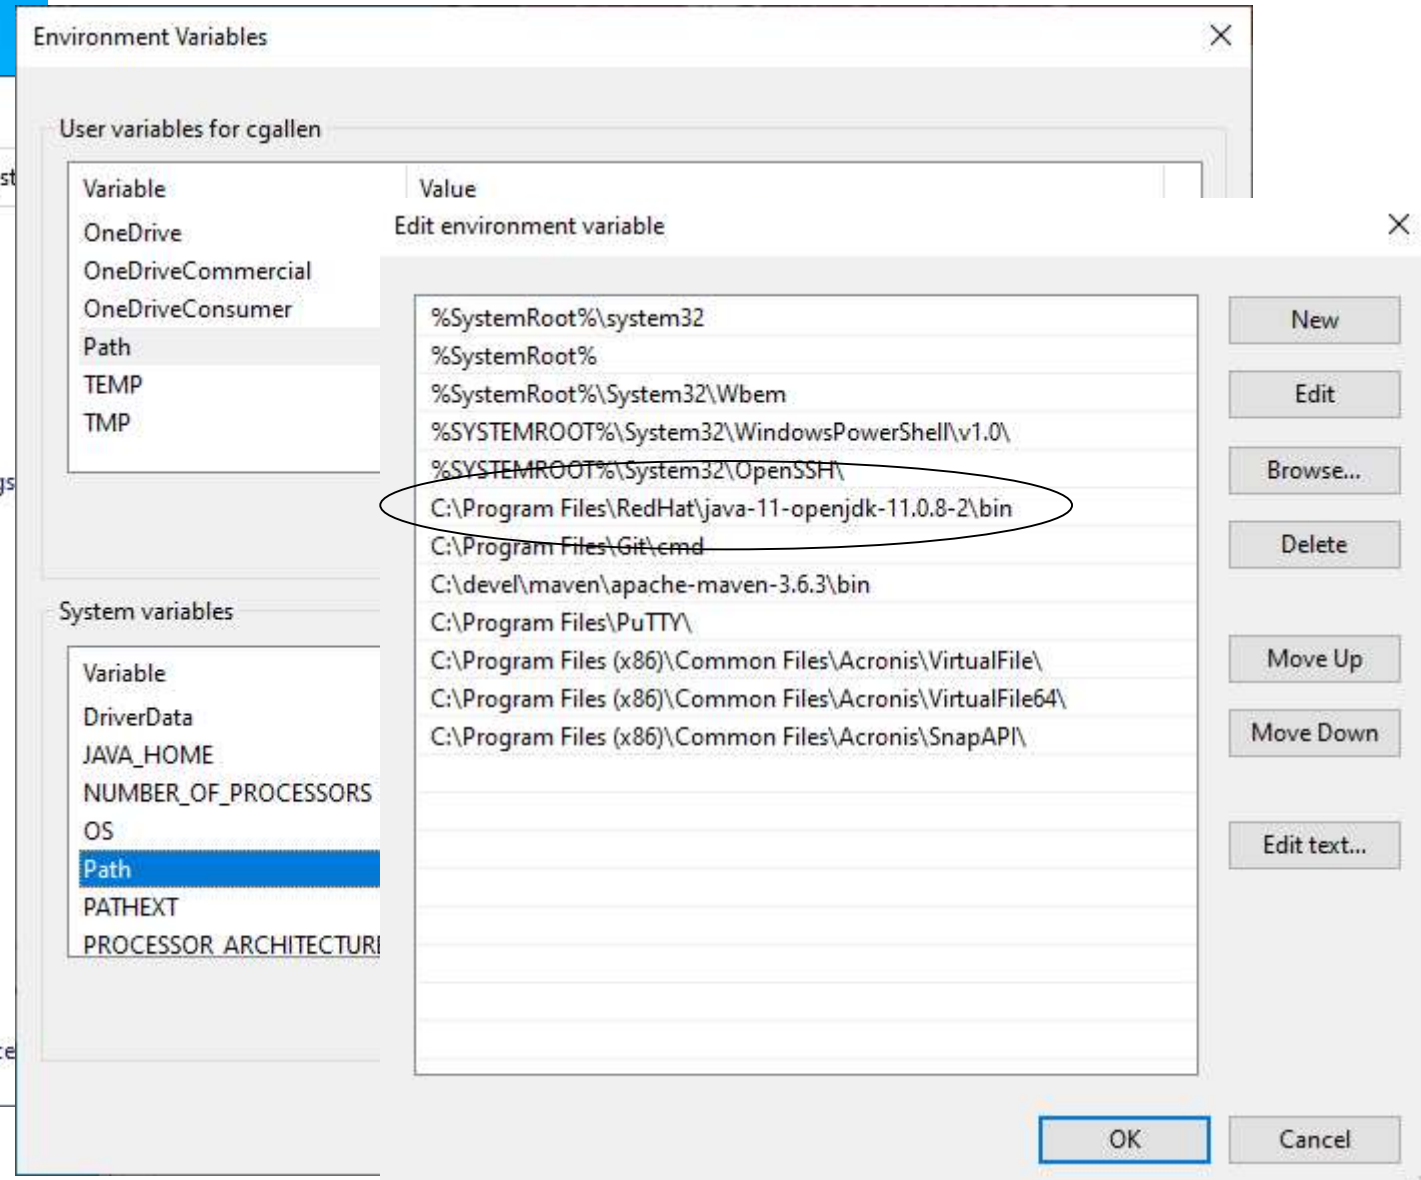 Environment Variables
User variables for cgallen
st
Variable Value
OneDrive
OneDriveCommercial
OneDriveConsumer
Path
TEMP
TMP
gs
System variables
Variable
DriverData
JAVA_HOME
NUMBER_OF_PROCESSORS
OS
Path
PATHEXT
PROCESSOR_ARCHITECTURE
Edit environment variable
%SystemRoot%\system32
%SystemRoot%
%SystemRoot%\System32\Wbem
%SYSTEMROOT%\System32\WindowsPowerShell\v1.0\
%SYSTEMROOT%\System32\OpenSSH\
C:\Program Files\RedHat\java-11-openjdk-11.0.8-2\bin
C:\Program Files\Git\cmd
C:\devel\maven\apache-maven-3.6.3\bin
C:\Program Files\PuTTY\
C:\Program Files (x86)\Common Files\Acronis\VirtualFile\
C:\Program Files (x86)\Common Files\Acronis\VirtualFile64\
C:\Program Files (x86)\Common Files\Acronis\SnapAPI\
New
Edit
Browse...
Delete
Move Up
Move Down
Edit text...
OK
Cancel